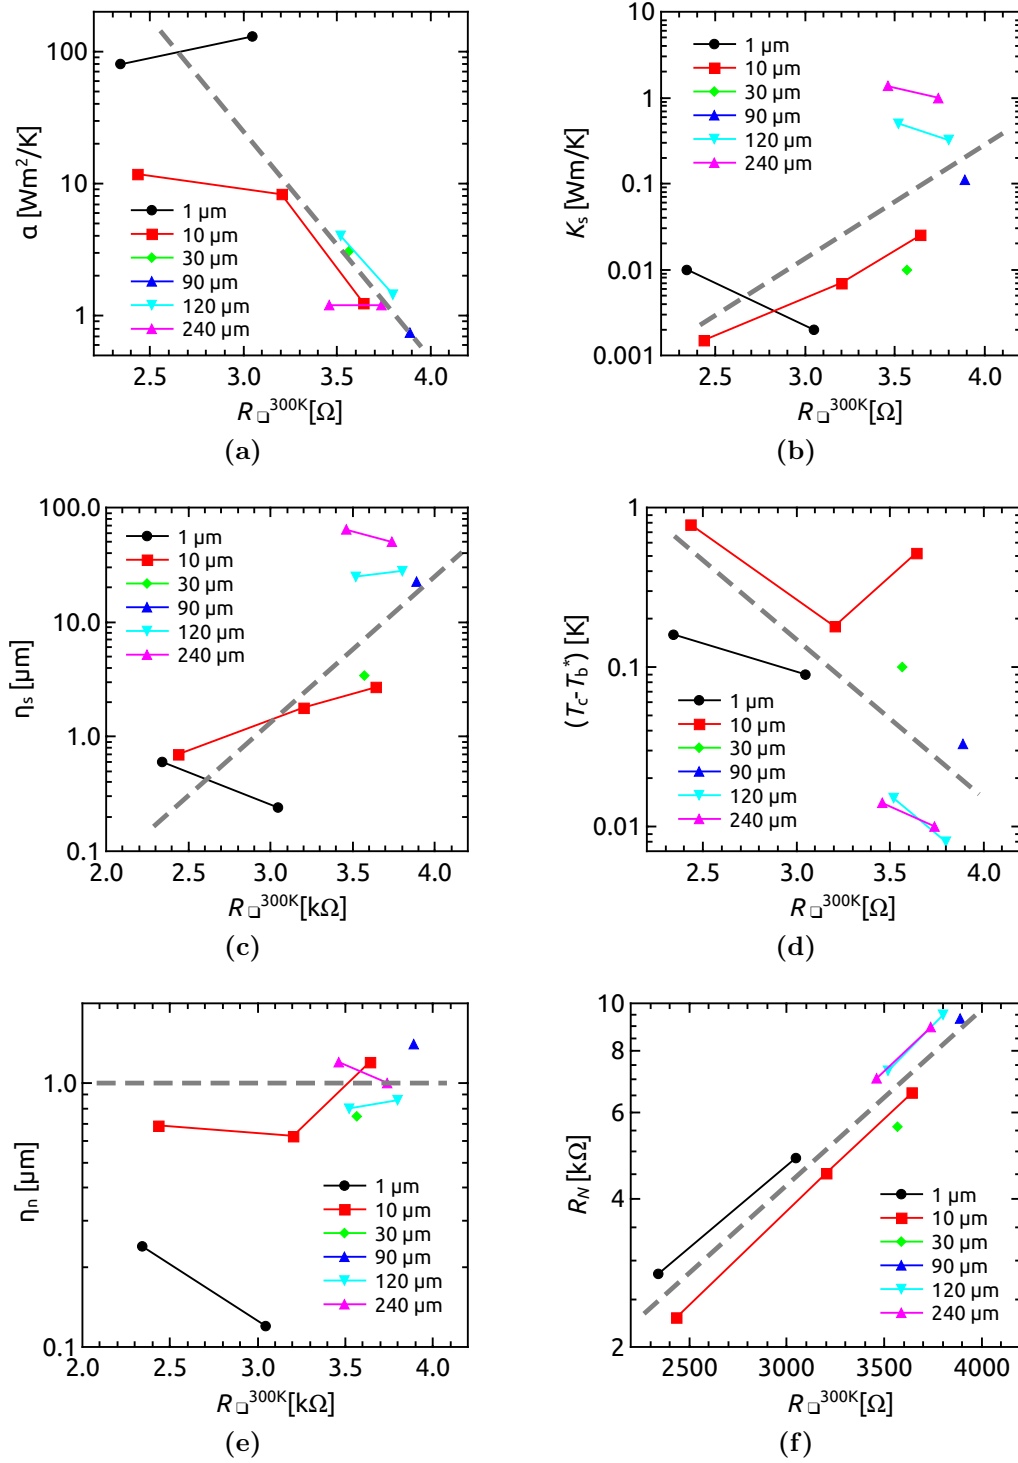 100
10
1
α [Wm²/K]
1 µm
10 µm
30 µm
90 µm
120 µm
240 µm
2.5 3.0 3.5 4.0
R❏³⁰⁰ᴷ[Ω]
(a)
10
1
0.1
0.01
0.001
Kₛ [Wm/K]
1 µm
10 µm
30 µm
90 µm
120 µm
240 µm
2.5 3.0 3.5 4.0
R❏³⁰⁰ᴷ[Ω]
(b)
100.0
10.0
1.0
0.1
ηₛ [µm]
1 µm
10 µm
30 µm
90 µm
120 µm
240 µm
2.0 2.5 3.0 3.5 4.0
R❏³⁰⁰ᴷ[kΩ]
(c)
1
0.1
0.01
(T_c-T_b*) [K]
1 µm
10 µm
30 µm
90 µm
120 µm
240 µm
2.5 3.0 3.5 4.0
R❏³⁰⁰ᴷ[Ω]
(d)
1.0
0.1
ηₙ [µm]
1 µm
10 µm
30 µm
90 µm
120 µm
240 µm
2.0 2.5 3.0 3.5 4.0
R❏³⁰⁰ᴷ[kΩ]
(e)
10
8
6
4
2
R_N [kΩ]
1 µm
10 µm
30 µm
90 µm
120 µm
240 µm
2500 3000 3500 4000
R❏³⁰⁰ᴷ[Ω]
(f)